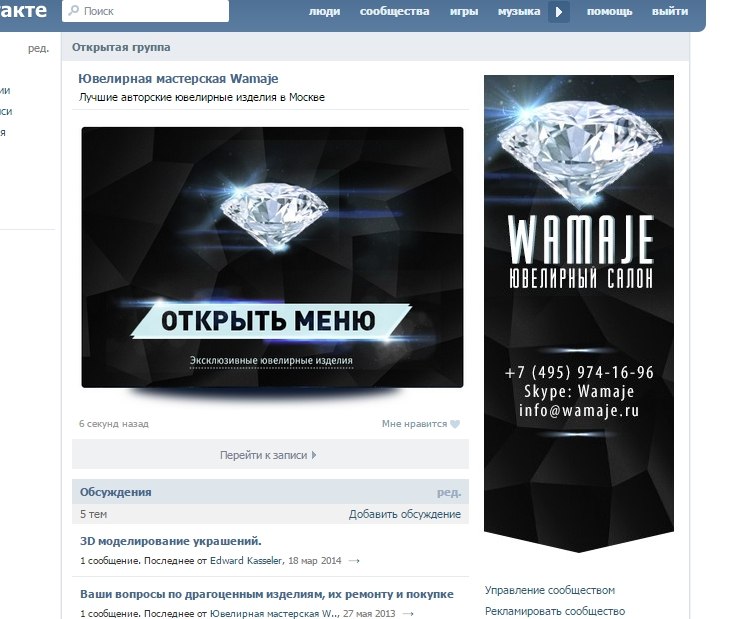 такте
Поиск
люди сообщества игры музыка помощь выйти
ред.
Открытая группа
Ювелирная мастерская Wamaje
Лучшие авторские ювелирные изделия в Москве
ОТКРЫТЬ МЕНЮ
Эксклюзивные ювелирные изделия
6 секунд назад
Мне нравится
Перейти к записи
Обсуждения ред.
5 тем Добавить обсуждение
3D моделирование украшений.
1 сообщение. Последнее от Edward Kasseler, 18 мар 2014 →
Ваши вопросы по драгоценным изделиям, их ремонту и покупке
1 сообщение. Последнее от Ювелирная мастерская W.., 27 мая 2013 →
WAMAJE
ЮВЕЛИРНЫЙ САЛОН
+7 (495) 974-16-96
Skype: Wamaje
info@wamaje.ru
Управление сообществом
Рекламировать сообщество